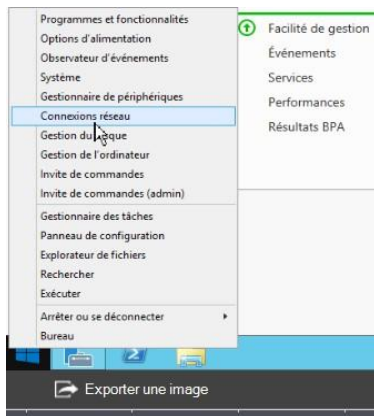 Programmes et fonctionnalités
Options d'alimentation
Observateur d'événements
Système
Gestionnaire de périphériques
Connexions réseau
Gestion du disque
Gestion de l'ordinateur
Invite de commandes
Invite de commandes (admin)
Gestionnaire des tâches
Panneau de configuration
Explorateur de fichiers
Rechercher
Exécuter
Arrêter ou se déconnecter
Bureau
Facilité de gestion
Événements
Services
Performances
Résultats BPA
Exporter une image